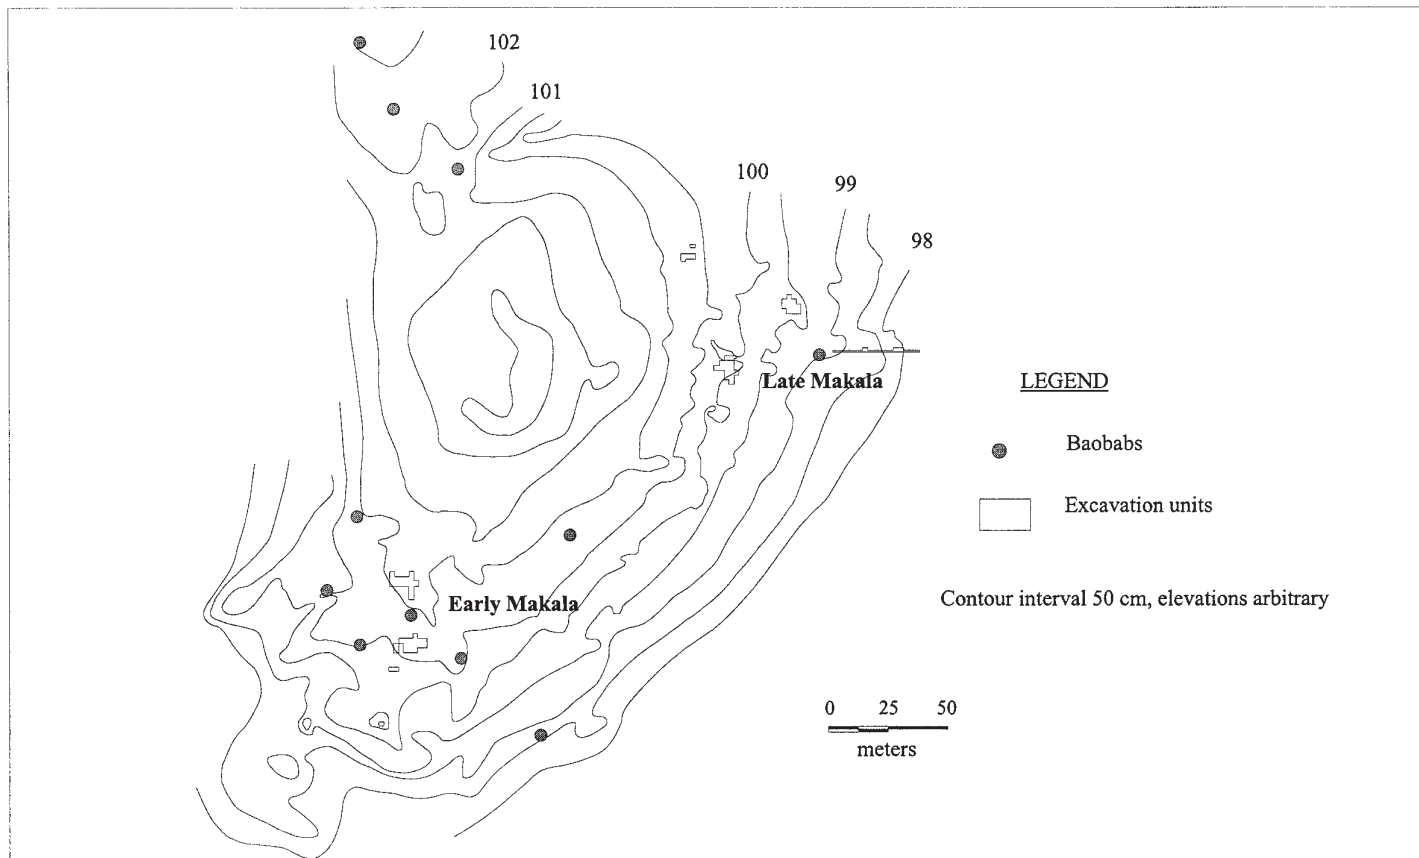 102
101
100
99
98
Late Makala
LEGEND
Baobabs
Excavation units
Early Makala
Contour interval 50 cm, elevations arbitrary
0 25 50
meters